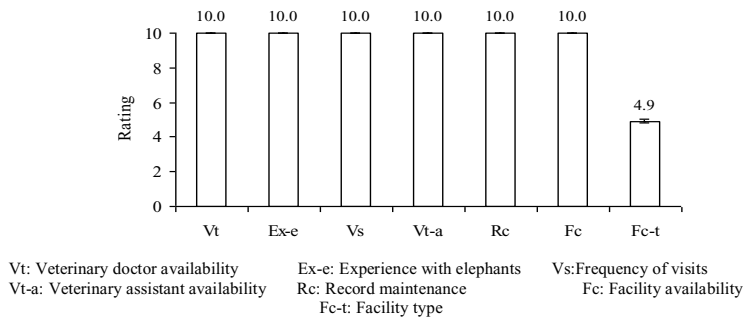 10.0 10.0 10.0 10.0 10.0 10.0
10
8
6
4
2
0
4.9
Rating
Vt Ex-e Vs Vt-a Rc Fc Fc-t
Vt: Veterinary doctor availability Ex-e: Experience with elephants Vs:Frequency of visits
Vt-a: Veterinary assistant availability Rc: Record maintenance Fc: Facility availability
Fc-t: Facility type